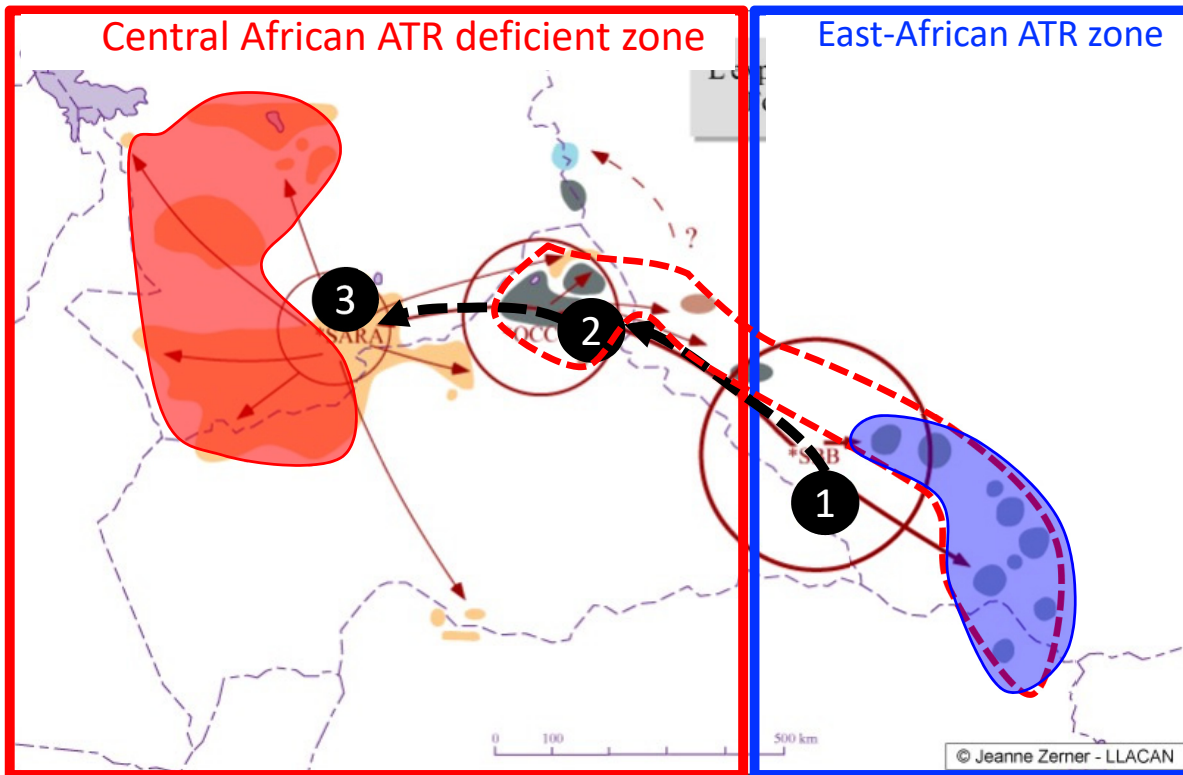 Central African ATR deficient zone
East-African ATR zone
?
3
*SARA
OCC
2
*SBB
1
0 100 500 km
© Jeanne Zerner - LLACAN